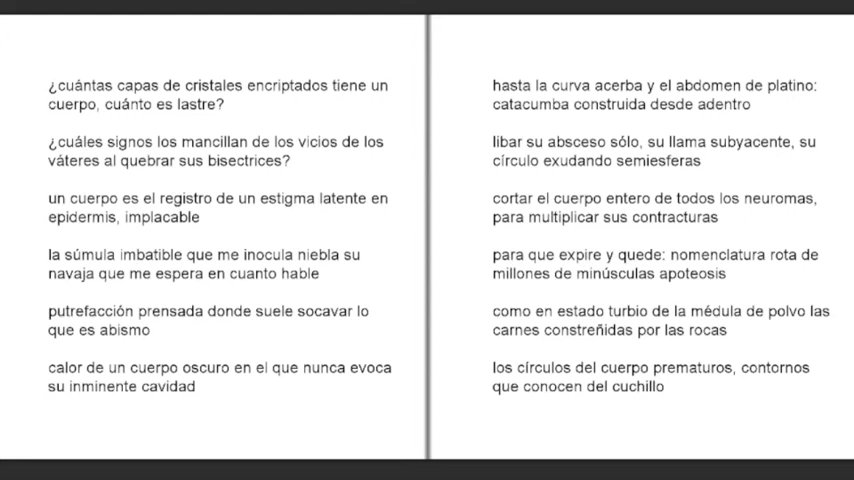 ¿cuántas capas de cristales encriptados tiene un
cuerpo, cuánto es lastre?
¿cuáles signos los mancillan de los vicios de los
váteres al quebrar sus bisectrices?
un cuerpo es el registro de un estigma latente en
epidermis, implacable
la súmula imbatible que me inocula niebla su
navaja que me espera en cuanto hable
putrefacción prensada donde suele socavar lo
que es abismo
calor de un cuerpo oscuro en el que nunca evoca
su inminente cavidad
hasta la curva acerba y el abdomen de platino:
catacumba construida desde adentro
libar su absceso sólo, su llama subyacente, su
círculo exudando semiesferas
cortar el cuerpo entero de todos los neuromas,
para multiplicar sus contracturas
para que expire y quede: nomenclatura rota de
millones de minúsculas apoteosis
como en estado turbio de la médula de polvo las
carnes constreñidas por las rocas
los círculos del cuerpo prematuros, contornos
que conocen del cuchillo